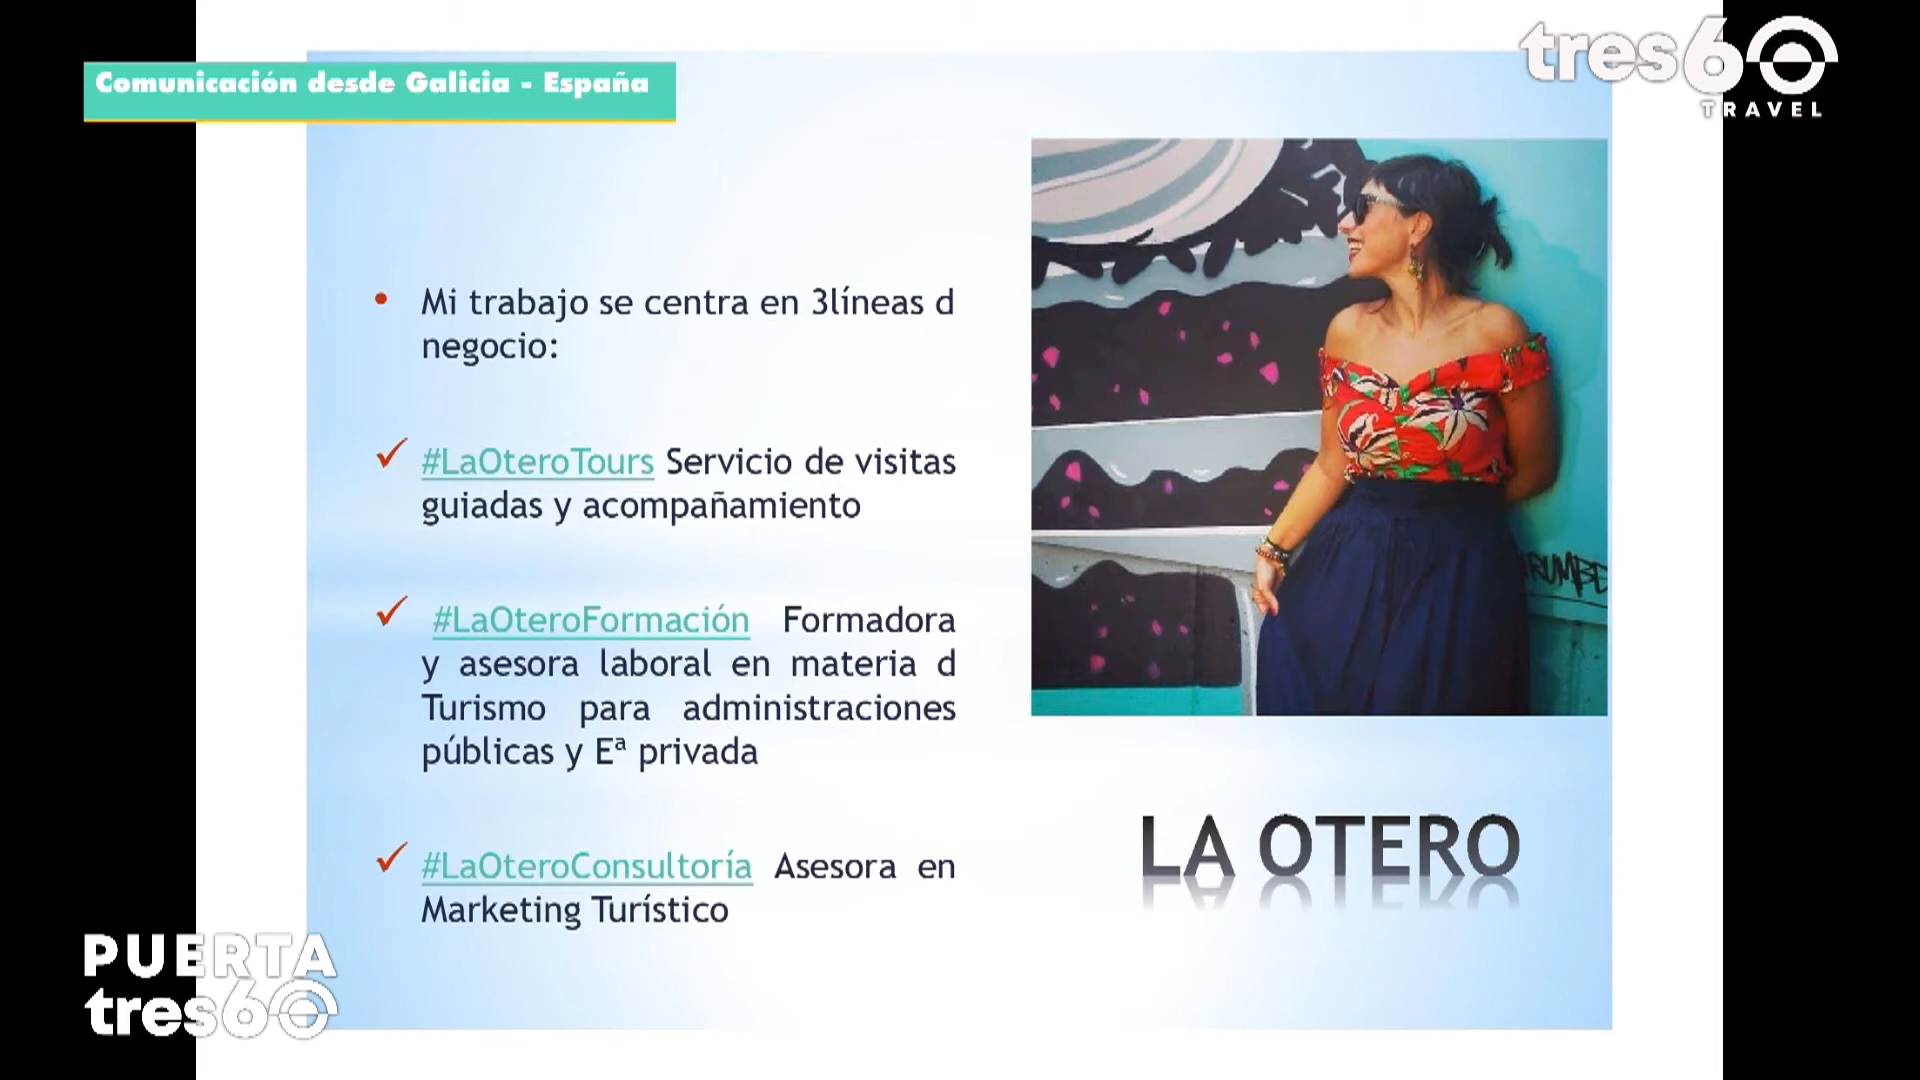 Comunicación desde Galicia - España
tres60
TRAVEL
• Mi trabajo se centra en 3líneas d
negocio:
✓ #LaOteroTours Servicio de visitas
guiadas y acompañamiento
✓ #LaOteroFormación Formadora
y asesora laboral en materia d
Turismo para administraciones
públicas y Eª privada
✓ #LaOteroConsultoría Asesora en
Marketing Turístico
LA OTERO
PUERTA
tres60